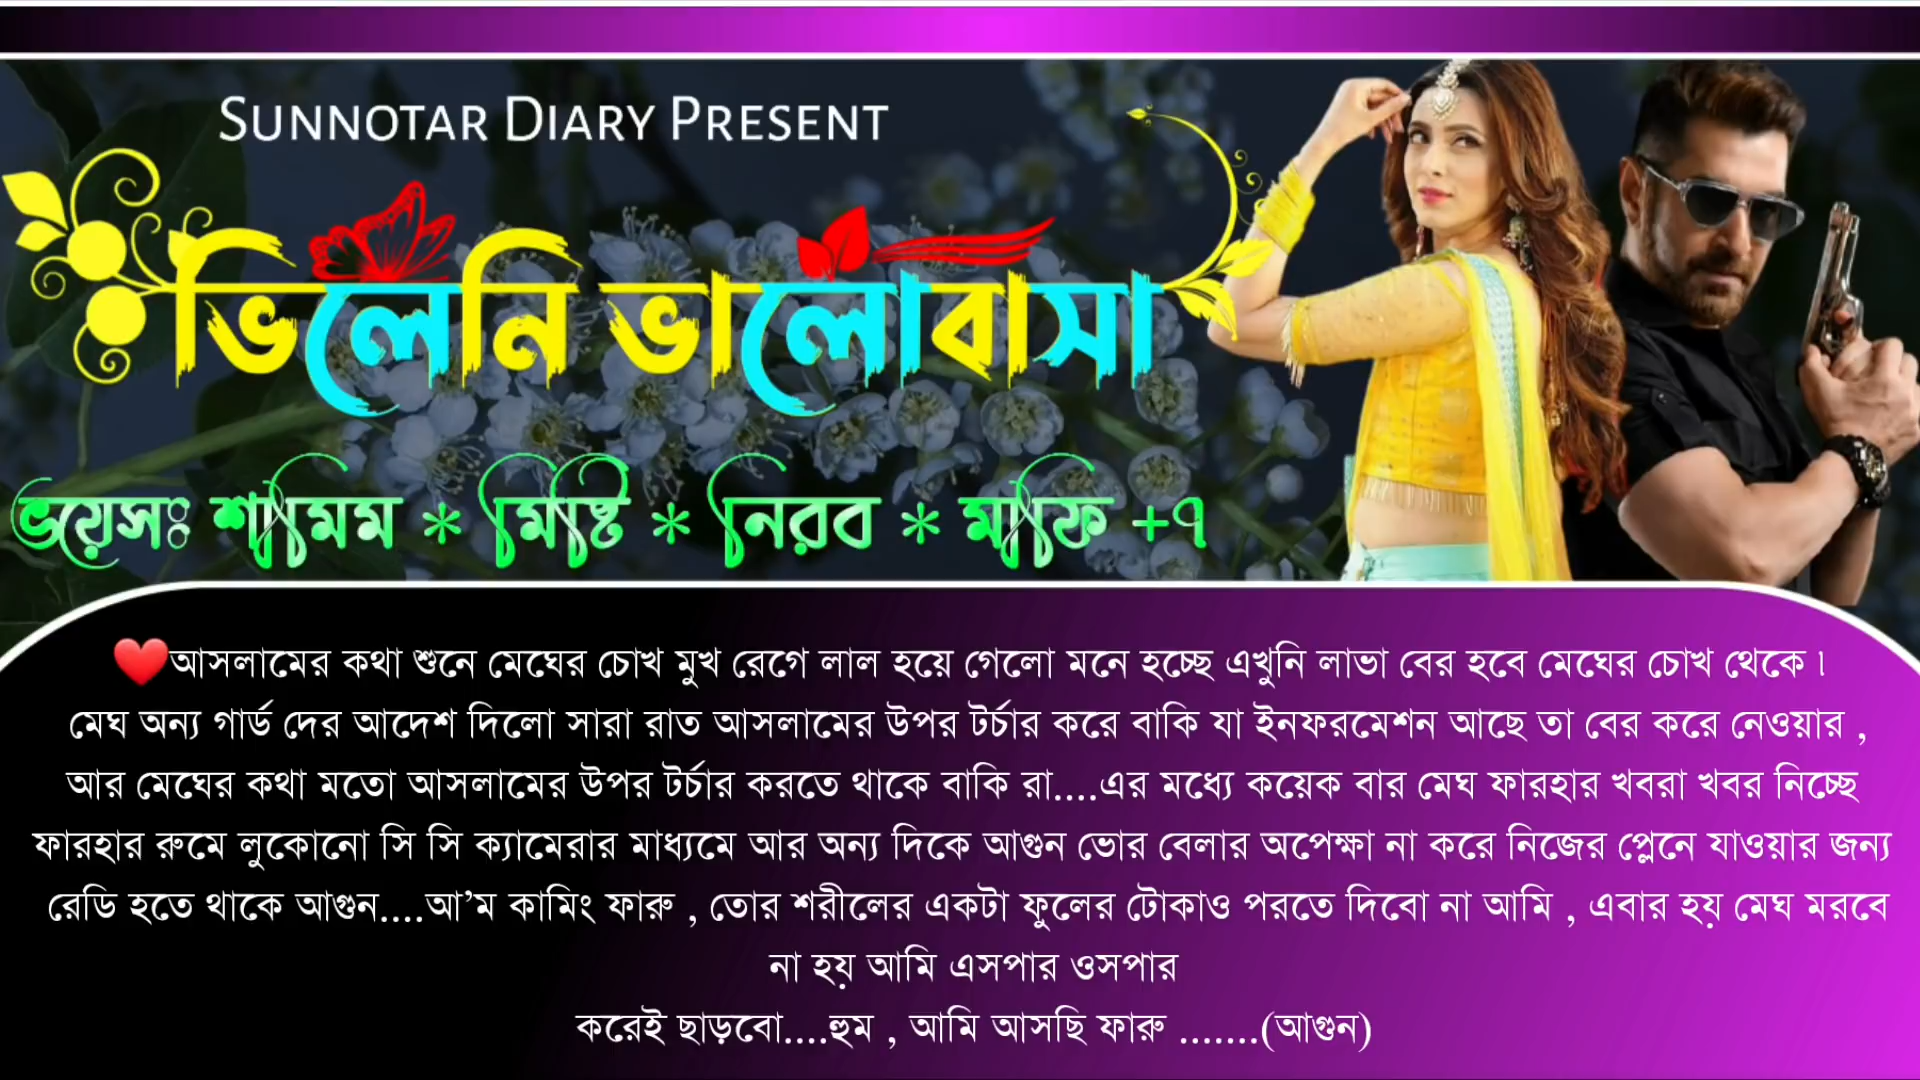 SUNNOTAR DIARY PRESENT
ভিলেনি ভালোবাসা
ভয়েসঃ শামিম * মিষ্টি * নিরব * মাফি +৭
❤️আসলামের কথা শুনে মেঘের চোখ মুখ রেগে লাল হয়ে গেলো মনে হচ্ছে এখুনি লাভা বের হবে মেঘের চোখ থেকে ৷
মেঘ অন্য গার্ড দের আদেশ দিলো সারা রাত আসলামের উপর টর্চার করে বাকি যা ইনফরমেশন আছে তা বের করে নেওয়ার ,
আর মেঘের কথা মতো আসলামের উপর টর্চার করতে থাকে বাকি রা....এর মধ্যে কয়েক বার মেঘ ফারহার খবরা খবর নিচ্ছে
ফারহার রুমে লুকোনো সি সি ক্যামেরার মাধ্যমে আর অন্য দিকে আগুন ভোর বেলার অপেক্ষা না করে নিজের প্লেনে যাওয়ার জন্য
রেডি হতে থাকে আগুন....আ’ম কামিং ফারু , তোর শরীলের একটা ফুলের টোকাও পরতে দিবো না আমি , এবার হয় মেঘ মরবে
না হয় আমি এসপার ওসপার
করেই ছাড়বো....হুম , আমি আসছি ফারু .......(আগুন)